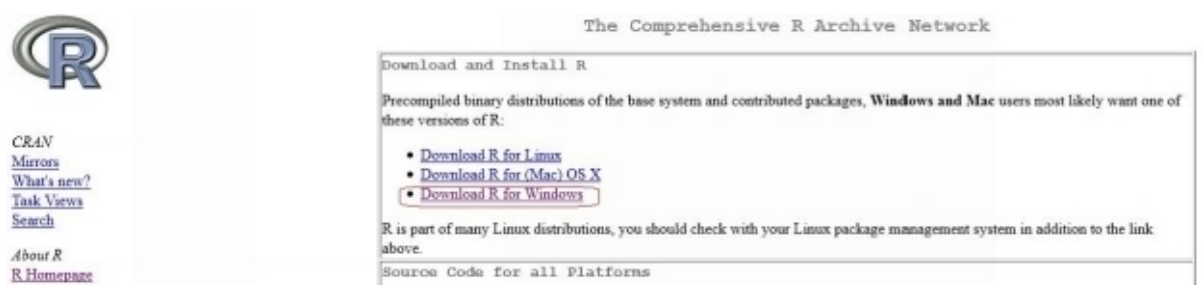 R
CRAN
Mirrors
What's new?
Task Views
Search
About R
R Homepage
The Comprehensive R Archive Network
Download and Install R
Precompiled binary distributions of the base system and contributed packages, Windows and Mac users most likely want one of
these versions of R:
• Download R for Linux
• Download R for (Mac) OS X
• Download R for Windows
R is part of many Linux distributions, you should check with your Linux package management system in addition to the link
above.
Source Code for all Platforms